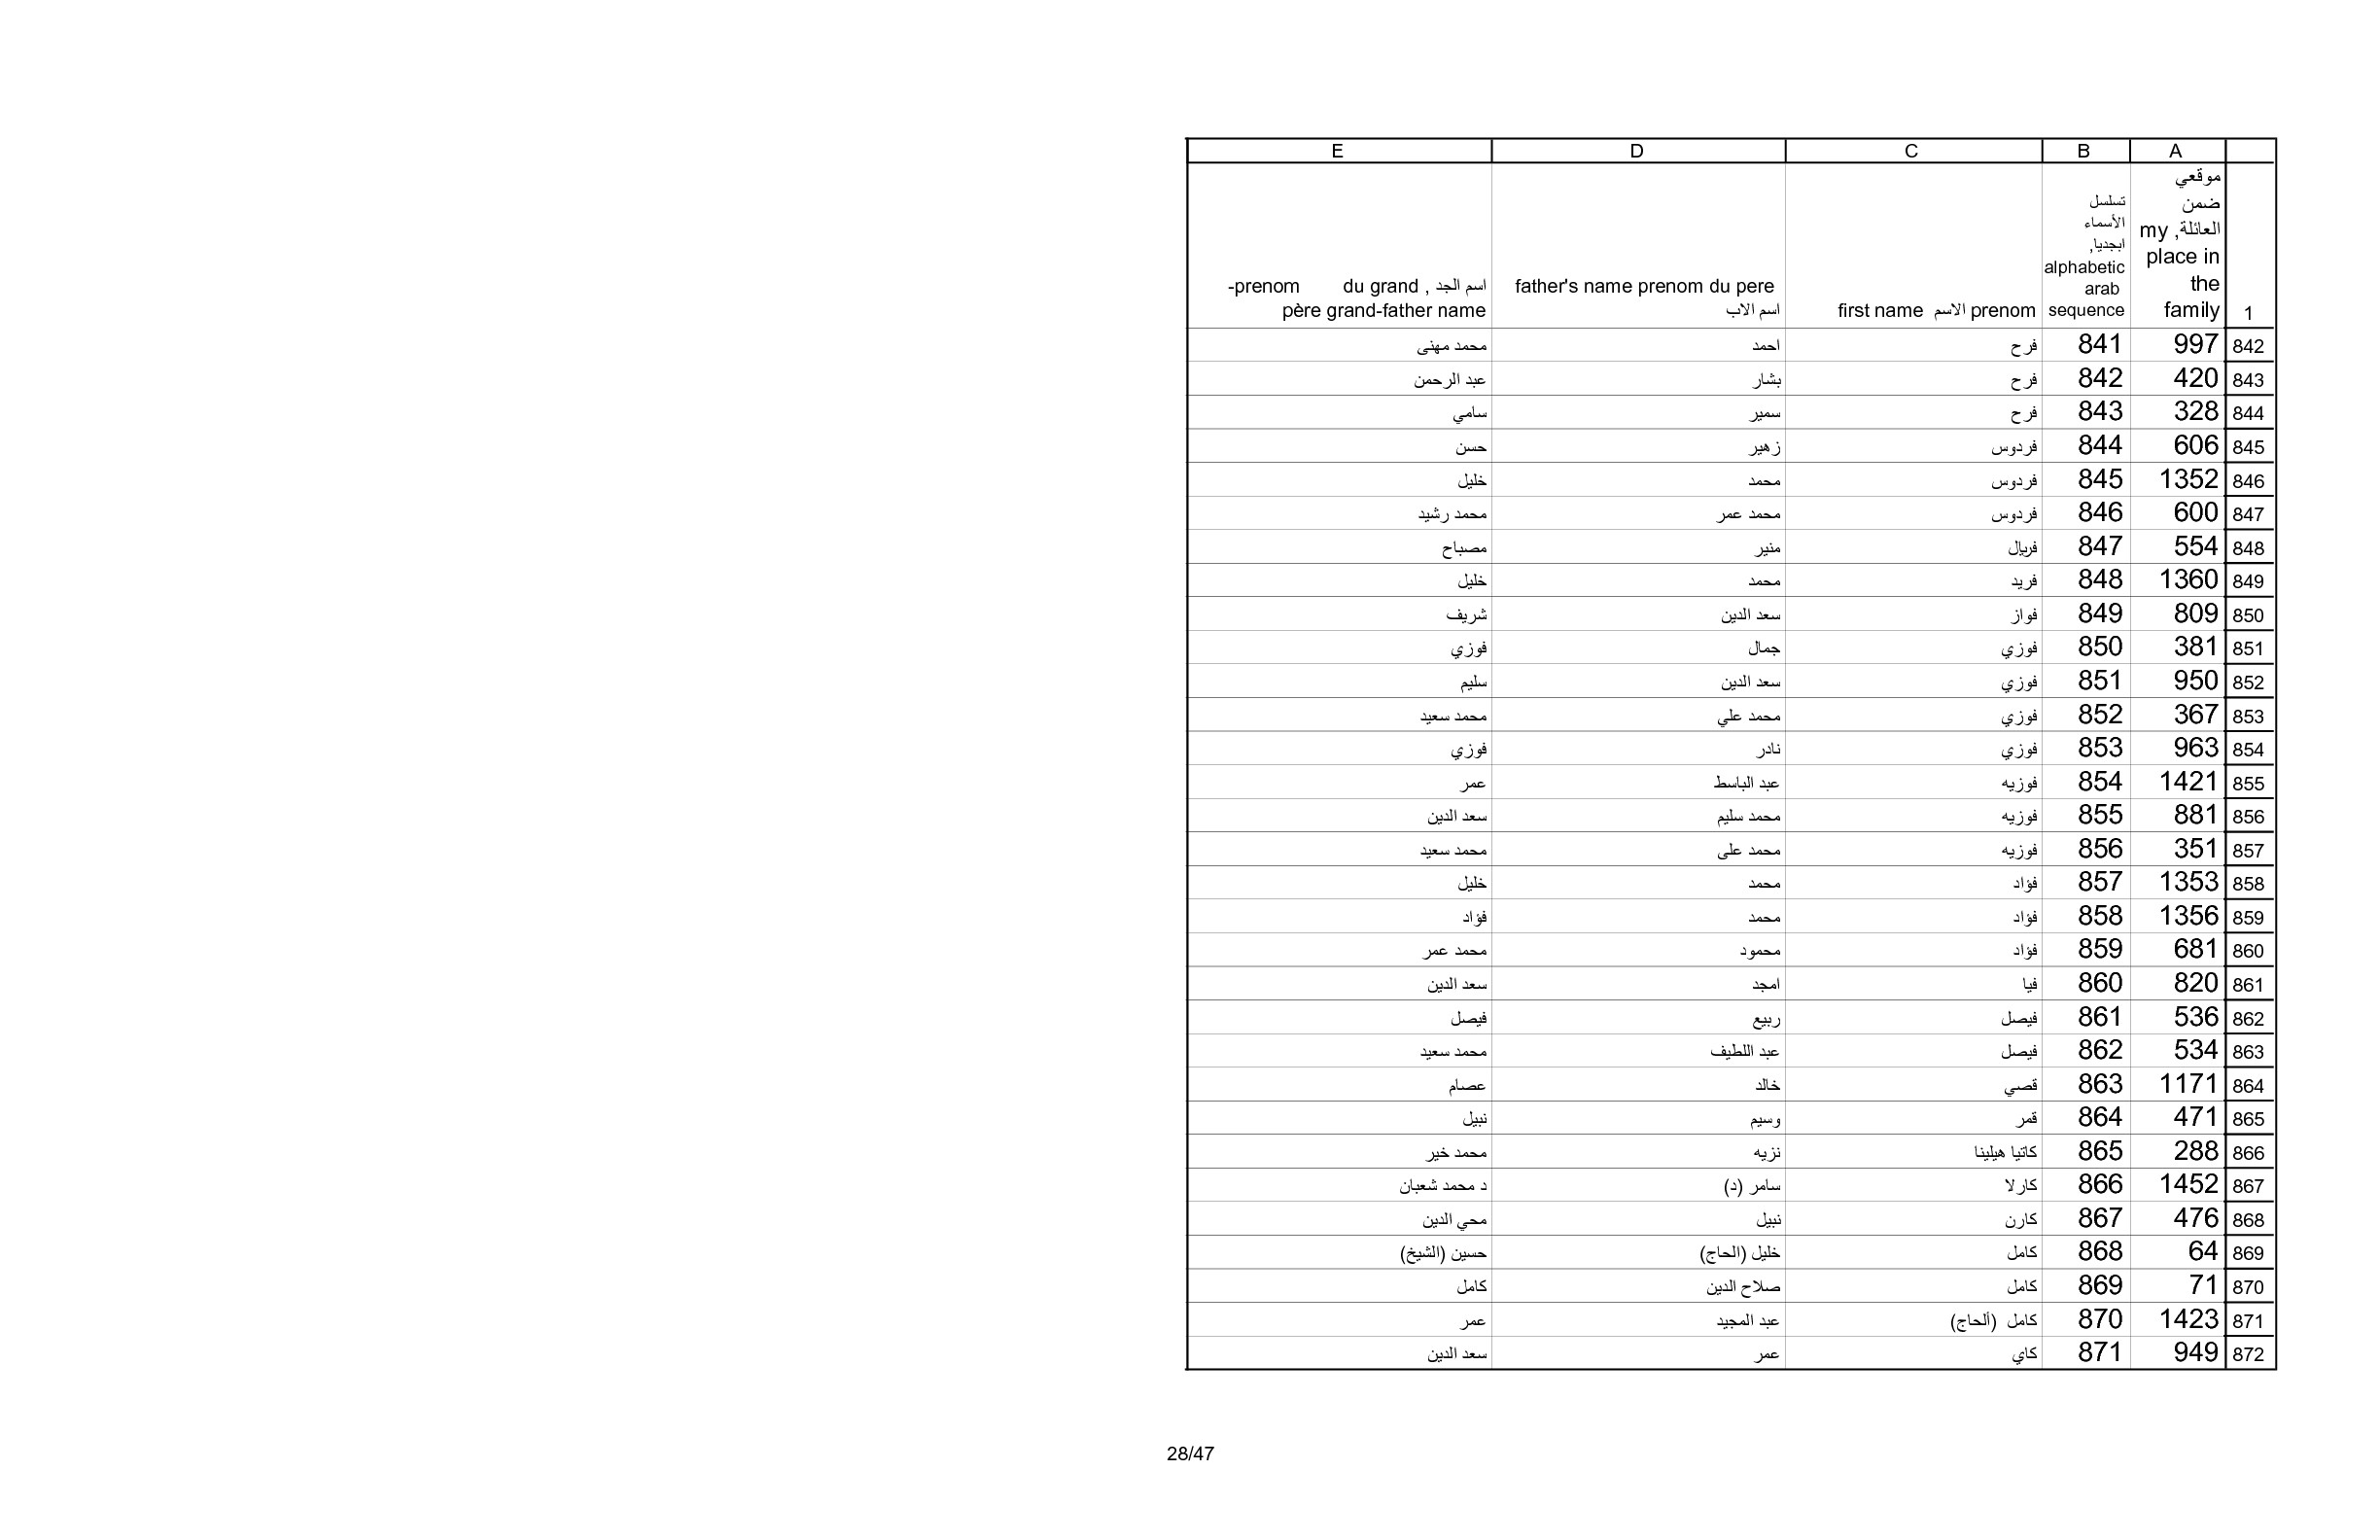 A B C D E
1 موقعي ضمن العائلة, my place in the family تسلسل الأسماء ابجديا, alphabetic arab sequence first name الاسم prenom father's name prenom du pere اسم الاب -prenom du grand , اسم الجد père grand-father name
842 997 841 فرح احمد محمد مهنى
843 420 842 فرح بشار عبد الرحمن
844 328 843 فرح سمير سامي
845 606 844 فردوس زهير حسن
846 1352 845 فردوس محمد خليل
847 600 846 فردوس محمد عمر محمد رشيد
848 554 847 فريال منير مصباح
849 1360 848 فريد محمد خليل
850 809 849 فواز سعد الدين شريف
851 381 850 فوزي جمال فوزي
852 950 851 فوزي سعد الدين سليم
853 367 852 فوزي محمد علي محمد سعيد
854 963 853 فوزي نادر فوزي
855 1421 854 فوزيه عبد الباسط عمر
856 881 855 فوزيه محمد سليم سعد الدين
857 351 856 فوزيه محمد على محمد سعيد
858 1353 857 فؤاد محمد خليل
859 1356 858 فؤاد محمد فؤاد
860 681 859 فؤاد محمود محمد عمر
861 820 860 فيا امجد سعد الدين
862 536 861 فيصل ربيع فيصل
863 534 862 فيصل عبد اللطيف محمد سعيد
864 1171 863 قصي خالد عصام
865 471 864 قمر وسيم نبيل
866 288 865 كاتيا هيلينا نزيه محمد خير
867 1452 866 كارلا سامر (د) د محمد شعبان
868 476 867 كارن نبيل محي الدين
869 64 868 كامل خليل (الحاج) حسين (الشيخ)
870 71 869 كامل صلاح الدين كامل
871 1423 870 كامل (ألحاج) عبد المجيد عمر
872 949 871 كاي عمر سعد الدين
28/47